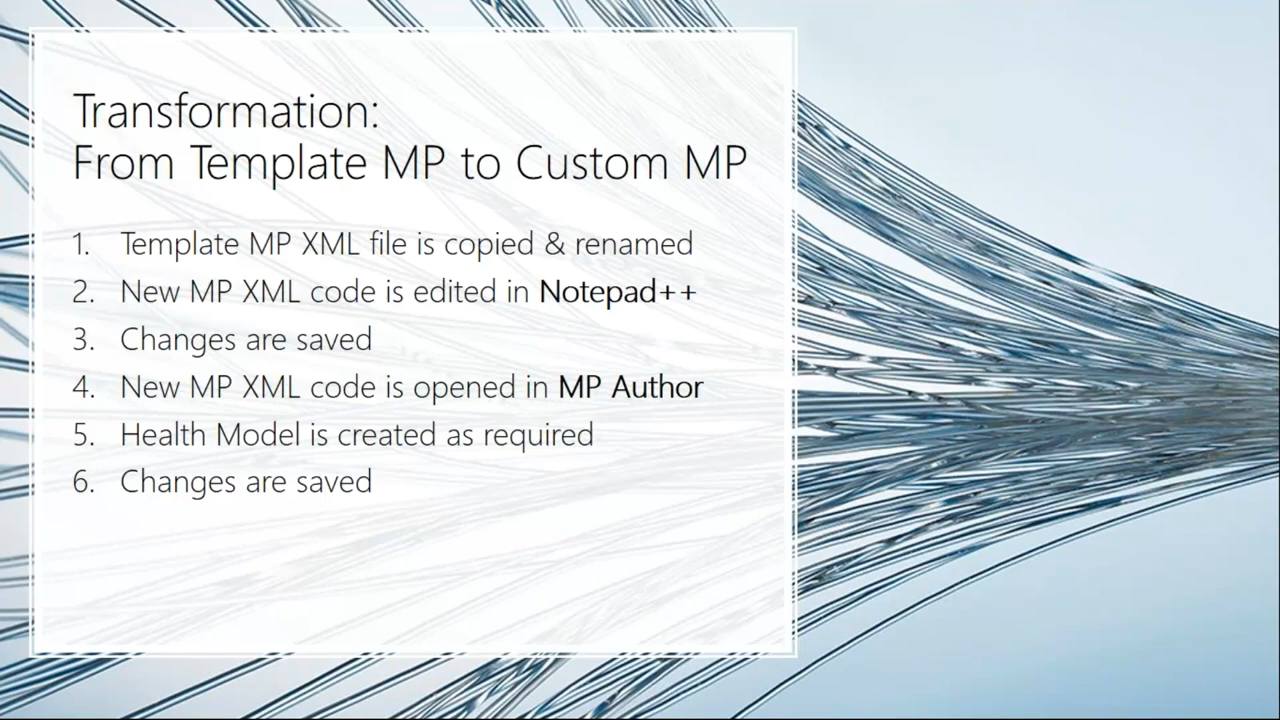 Transformation:
From Template MP to Custom MP
1. Template MP XML file is copied & renamed
2. New MP XML code is edited in Notepad++
3. Changes are saved
4. New MP XML code is opened in MP Author
5. Health Model is created as required
6. Changes are saved